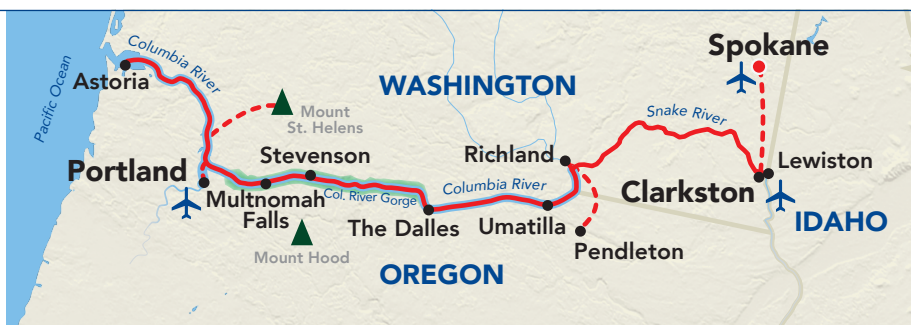 Spokane
Columbia River
Astoria
Pacific Ocean
WASHINGTON
Mount
St. Helens
Snake River
Stevenson
Richland
Lewiston
Portland
Clarkston
Multnomah
Falls
Col. River Gorge
Columbia River
The Dalles
Umatilla
IDAHO
Pendleton
Mount Hood
OREGON